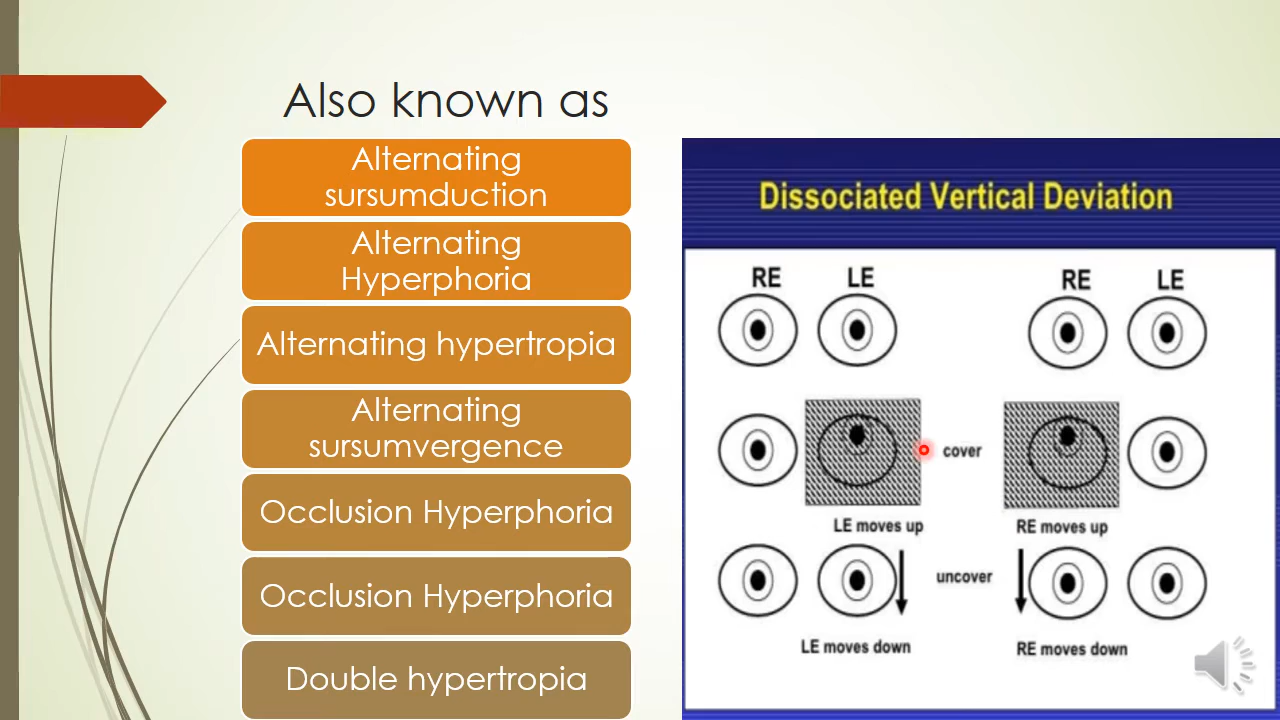 Also known as
Alternating
sursumduction
Alternating
Hyperphoria
Alternating hypertropia
Alternating
sursumvergence
Occlusion Hyperphoria
Occlusion Hyperphoria
Double hypertropia
Dissociated Vertical Deviation
RE LE RE LE
cover
LE moves up RE moves up
uncover
LE moves down RE moves down